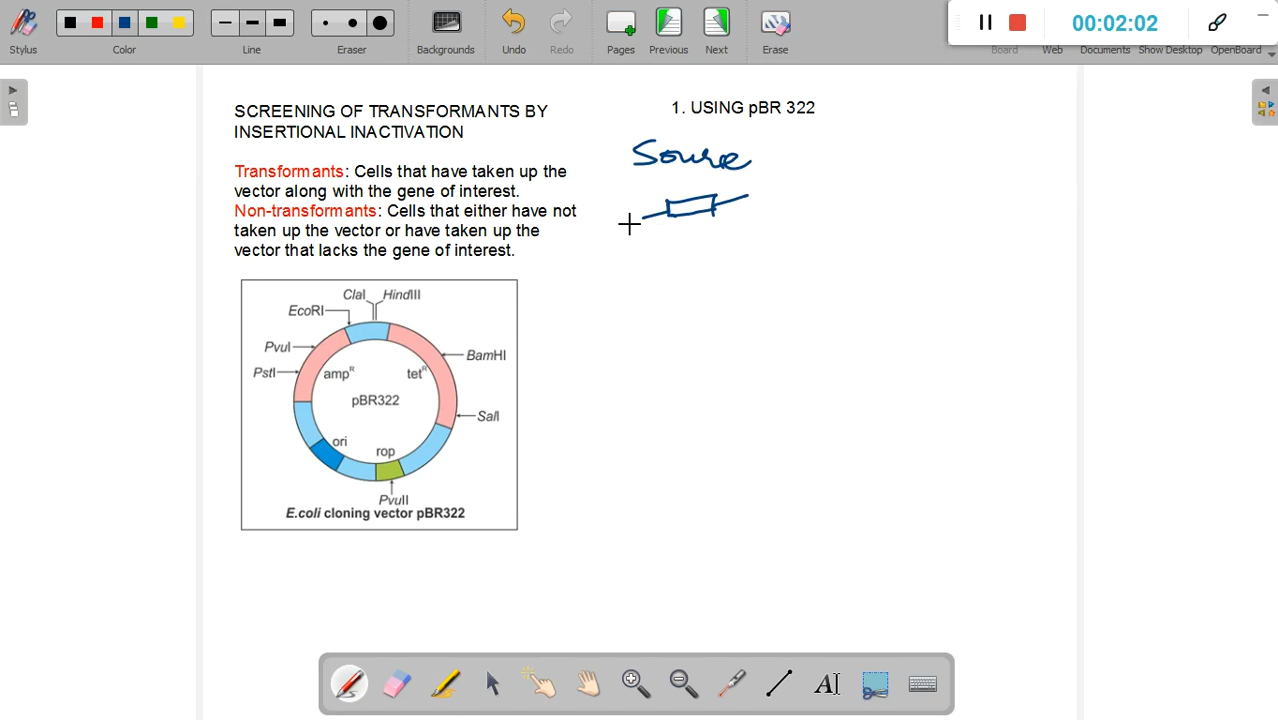 Stylus
Color
Line
Eraser
Backgrounds
Undo
Redo
Pages
Previous
Next
Erase
00:02:02
Board
Web
Documents
Show Desktop
OpenBoard
SCREENING OF TRANSFORMANTS BY
INSERTIONAL INACTIVATION
Transformants: Cells that have taken up the
vector along with the gene of interest.
Non-transformants: Cells that either have not
taken up the vector or have taken up the
vector that lacks the gene of interest.
ClaI HindIII
EcoRI
PvuI
PstI
BamHI
SalI
ampR
tetR
pBR322
ori
rop
PvuII
E.coli cloning vector pBR322
1. USING pBR 322
Source